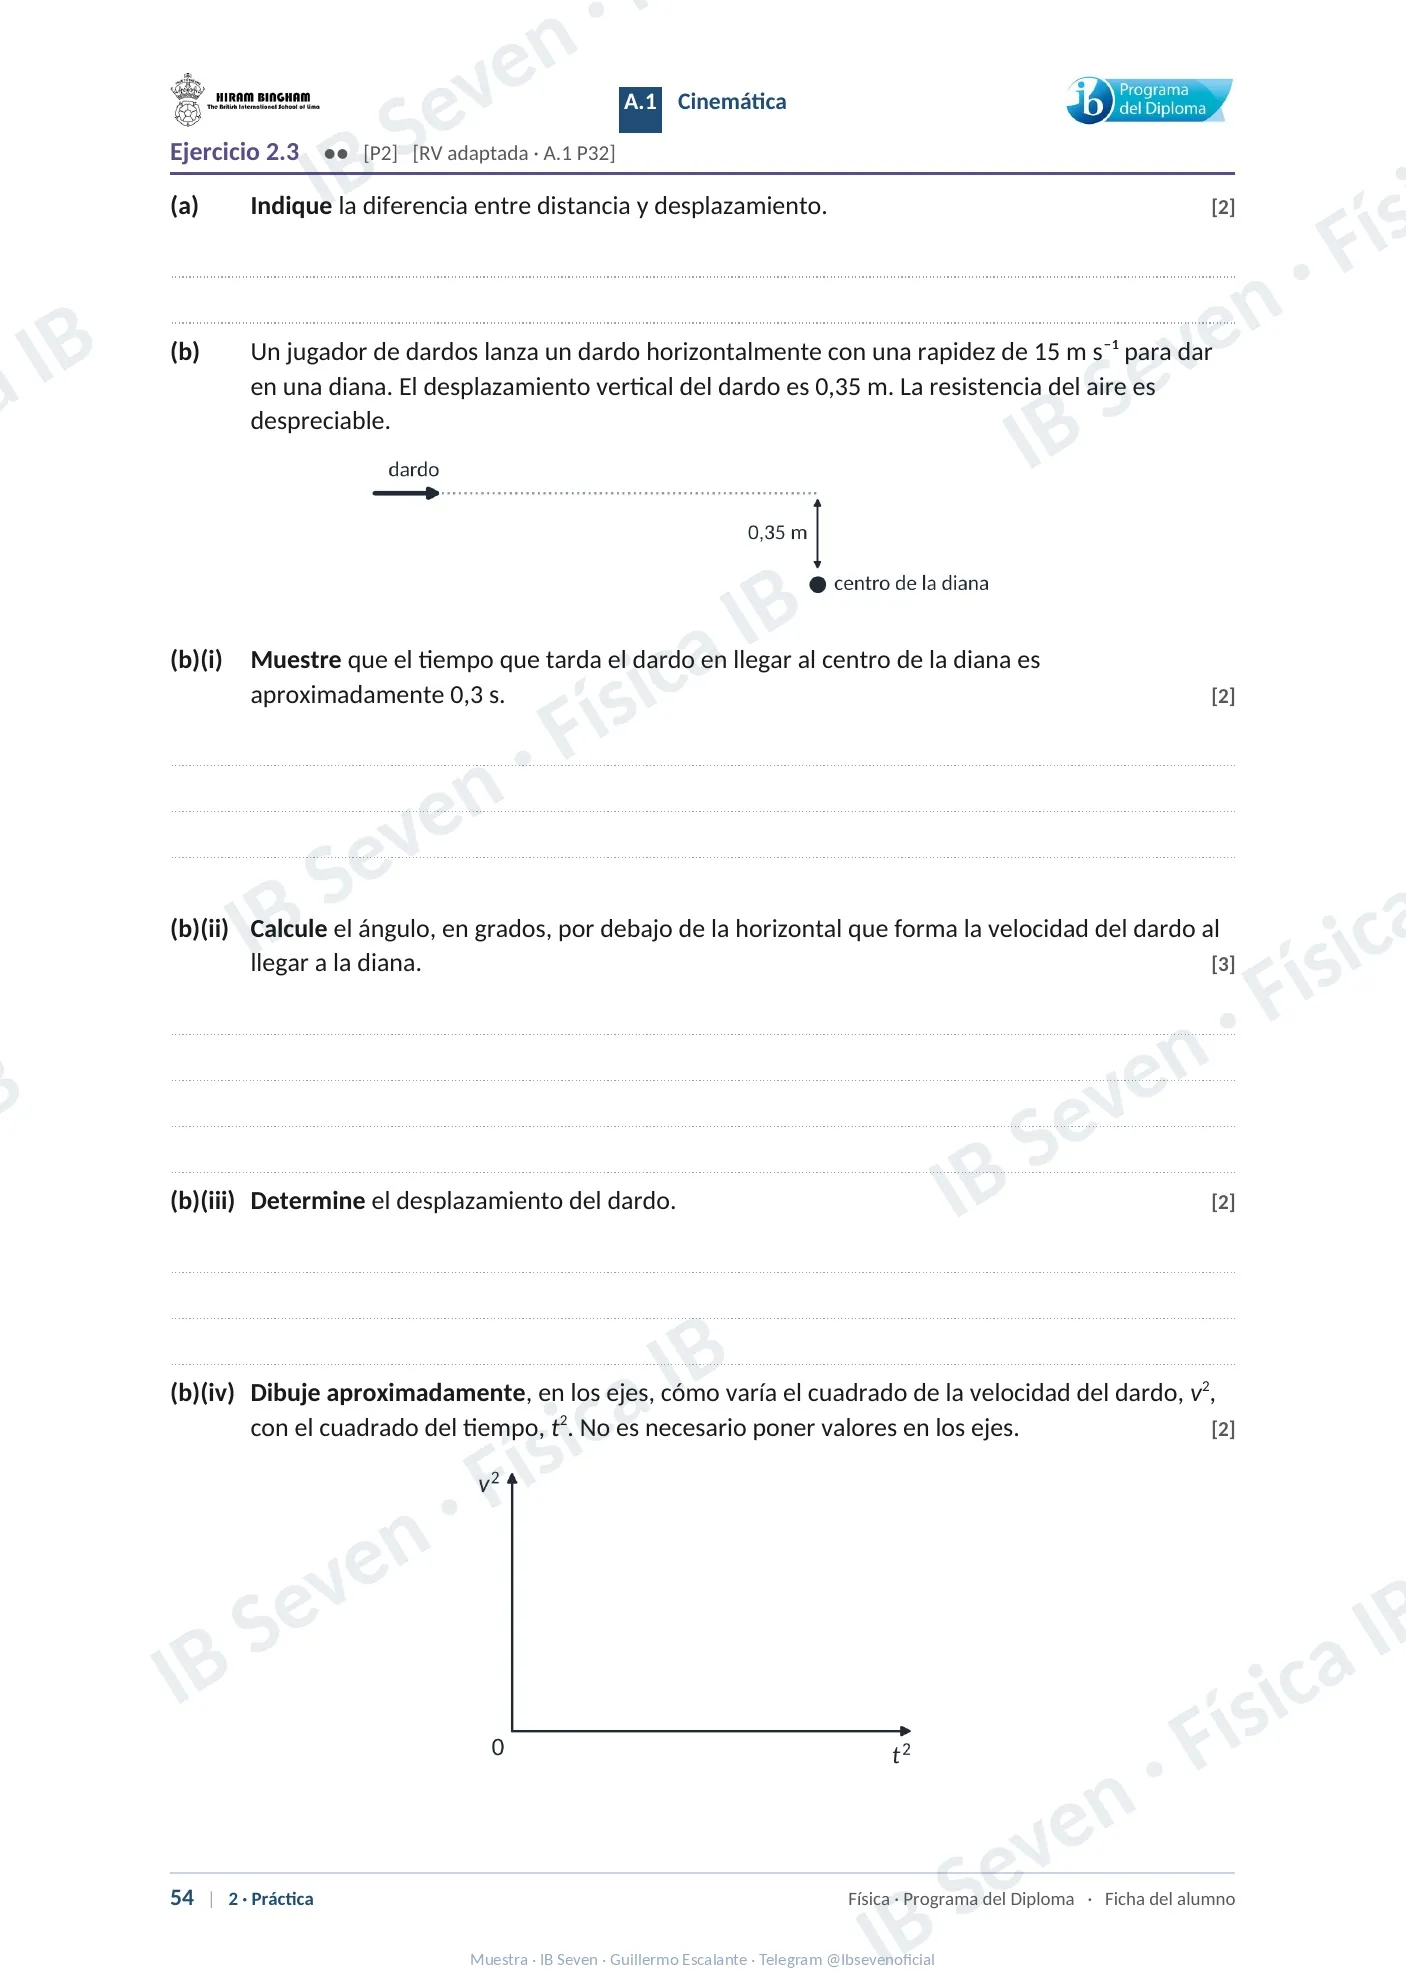 HIRAM BINGHAM
The British International School of Lima
A.1 Cinemática
Programa
del Diploma
Ejercicio 2.3 ●● [P2] [RV adaptada · A.1 P32]
(a) Indique la diferencia entre distancia y desplazamiento. [2]
(b) Un jugador de dardos lanza un dardo horizontalmente con una rapidez de 15 m s⁻¹ para dar
en una diana. El desplazamiento vertical del dardo es 0,35 m. La resistencia del aire es
despreciable.
dardo
0,35 m
centro de la diana
(b)(i) Muestre que el tiempo que tarda el dardo en llegar al centro de la diana es
aproximadamente 0,3 s. [2]
(b)(ii) Calcule el ángulo, en grados, por debajo de la horizontal que forma la velocidad del dardo al
llegar a la diana. [3]
(b)(iii) Determine el desplazamiento del dardo. [2]
(b)(iv) Dibuje aproximadamente, en los ejes, cómo varía el cuadrado de la velocidad del dardo, v²,
con el cuadrado del tiempo, t². No es necesario poner valores en los ejes. [2]
v²
0
t²
54 | 2 · Práctica
Física · Programa del Diploma · Ficha del alumno
Muestra · IB Seven · Guillermo Escalante · Telegram @Ibsevenoficial
IB Seven · Física IB